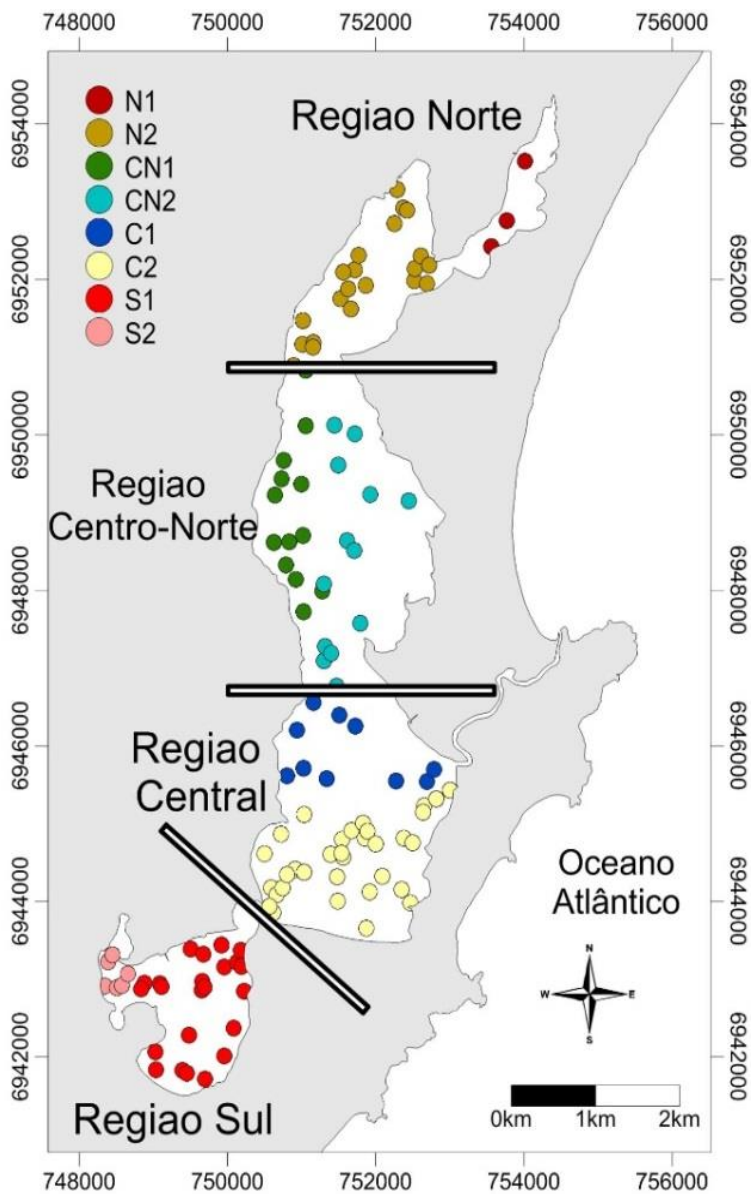 748000 750000 752000 754000 756000
6954000
6952000
6950000
6948000
6946000
6944000
6942000
N1
N2
CN1
CN2
C1
C2
S1
S2
Regiao Norte
Regiao
Centro-Norte
Regiao
Central
Oceano
Atlântico
N
W E
S
0km 1km 2km
Regiao Sul
6954000
6952000
6950000
6948000
6946000
6944000
6942000
748000 750000 752000 754000 756000